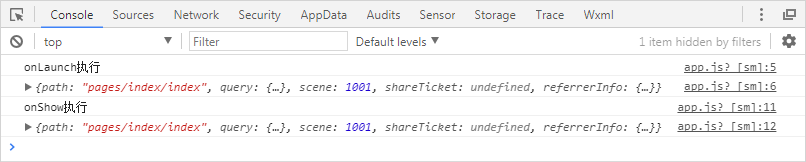 Console Sources Network Security AppData Audits Sensor Storage Trace Wxml
top Filter Default levels 1 item hidden by filters
onLaunch执行 app.js? [sm]:5
{path: "pages/index/index", query: {…}, scene: 1001, shareTicket: undefined, referrerInfo: {…}} app.js? [sm]:6
onShow执行 app.js? [sm]:11
{path: "pages/index/index", query: {…}, scene: 1001, shareTicket: undefined, referrerInfo: {…}} app.js? [sm]:12